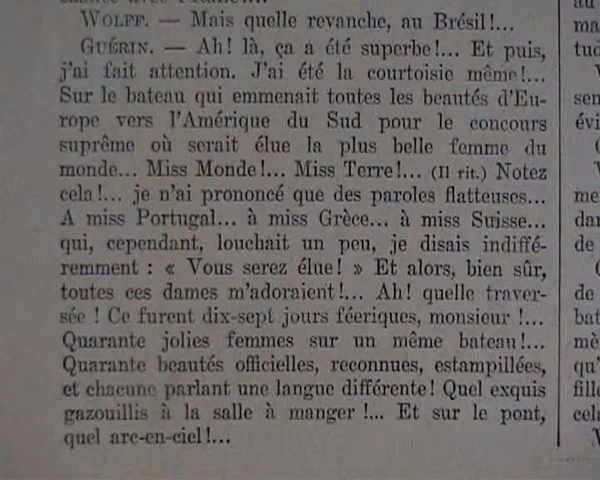 WOLFF. — Mais quelle revanche, au Brésil!...
GUÉRIN. — Ah! là, ça a été superbe!... Et puis,
j'ai fait attention. J'ai été la courtoisie même!...
Sur le bateau qui emmenait toutes les beautés d'Eu-
rope vers l'Amérique du Sud pour le concours
suprême où serait élue la plus belle femme du
monde... Miss Monde!... Miss Terre!... (Il rit.) Notez
cela!... je n'ai prononcé que des paroles flatteuses...
A miss Portugal... à miss Grèce... à miss Suisse...
qui, cependant, louchait un peu, je disais indiffé-
remment : « Vous serez élue! » Et alors, bien sûr,
toutes ces dames m'adoraient!... Ah! quelle traver-
sée ! Ce furent dix-sept jours féeriques, monsieur !...
Quarante jolies femmes sur un même bateau!...
Quarante beautés officielles, reconnues, estampillées,
et chacune parlant une langue différente! Quel exquis
gazouillis à la salle à manger !... Et sur le pont,
quel arc-en-ciel!...